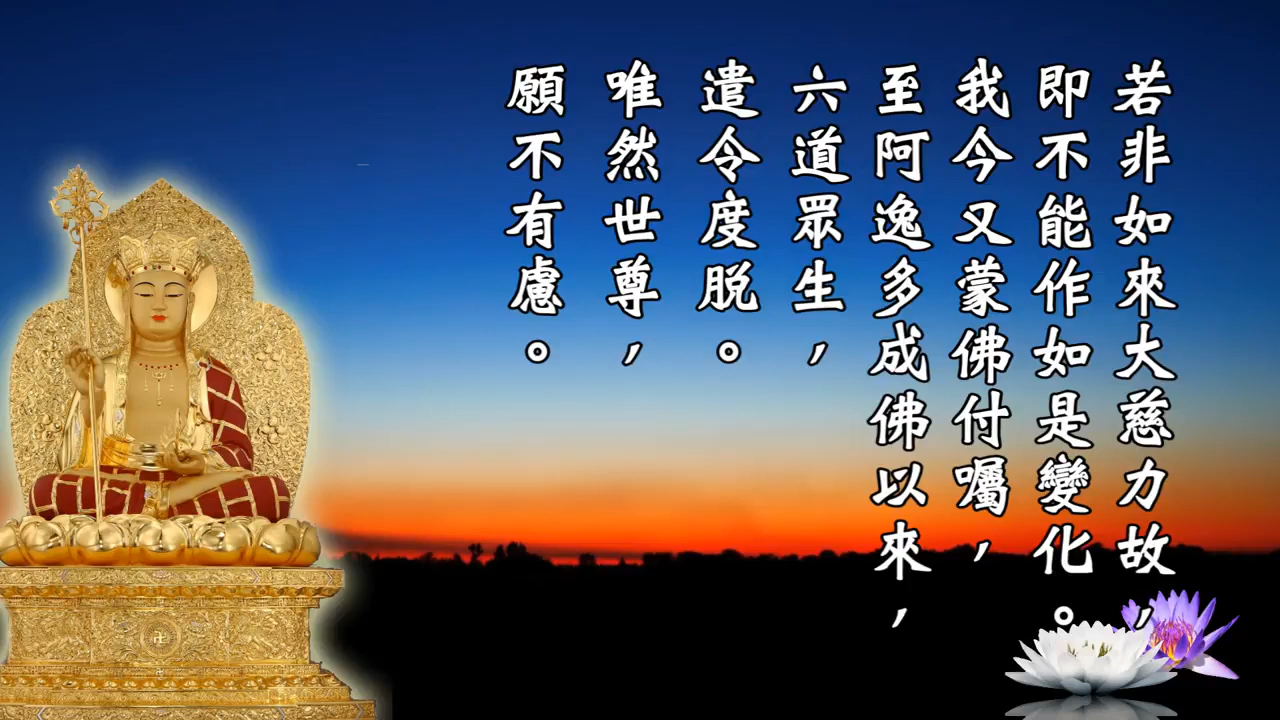 若非如來大慈力故，
即不能作如是變化。
我今又蒙佛付囑，
至阿逸多成佛以來，
六道眾生，
遣令度脱。
唯然世尊，
願不有慮。